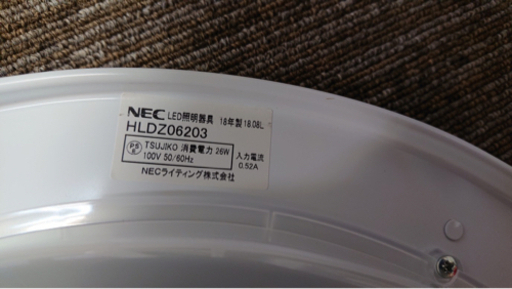 NEC LED照明器具 18年製 18.08L
HLDZ06203
PS E TSUJIKO 消費電力 26W
100V 50/60Hz
入力電流
0.52A
NECライティング株式会社